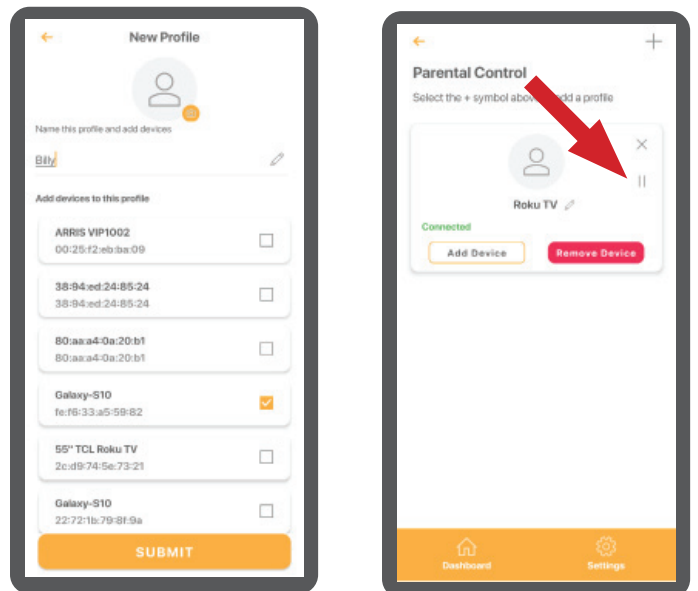 New Profile
Name this profile and add devices
Billy
Add devices to this profile
ARRIS VIP1002
00:25:f2:eb:ba:09
38:94:ed:24:85:24
38:94:ed:24:85:24
80:aa:a4:0a:20:b1
80:aa:a4:0a:20:b1
Galaxy-S10
fe:f6:33:a5:59:82
55" TCL Roku TV
2c:d9:74:5e:73:21
Galaxy-S10
22:72:1b:79:8f:9a
SUBMIT
Parental Control
Select the + symbol above add a profile
Roku TV
Connected
Add Device
Remove Device
Dashboard
Settings